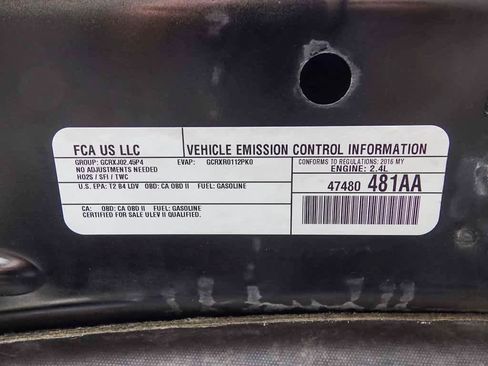 FCA US LLC
VEHICLE EMISSION CONTROL INFORMATION
GROUP: GCRXJ02.45P4 EVAP: GCRXR0112PK0
NO ADJUSTMENTS NEEDED
HO2S / SFI / TWC
CONFORMS TO REGULATIONS: 2016 MY
ENGINE: 2.4L
U.S. EPA: T2 B4 LDV OBD: CA OBD II FUEL: GASOLINE
47480 481AA
CA: OBD: CA OBD II FUEL: GASOLINE
CERTIFIED FOR SALE ULEV II QUALIFIED.